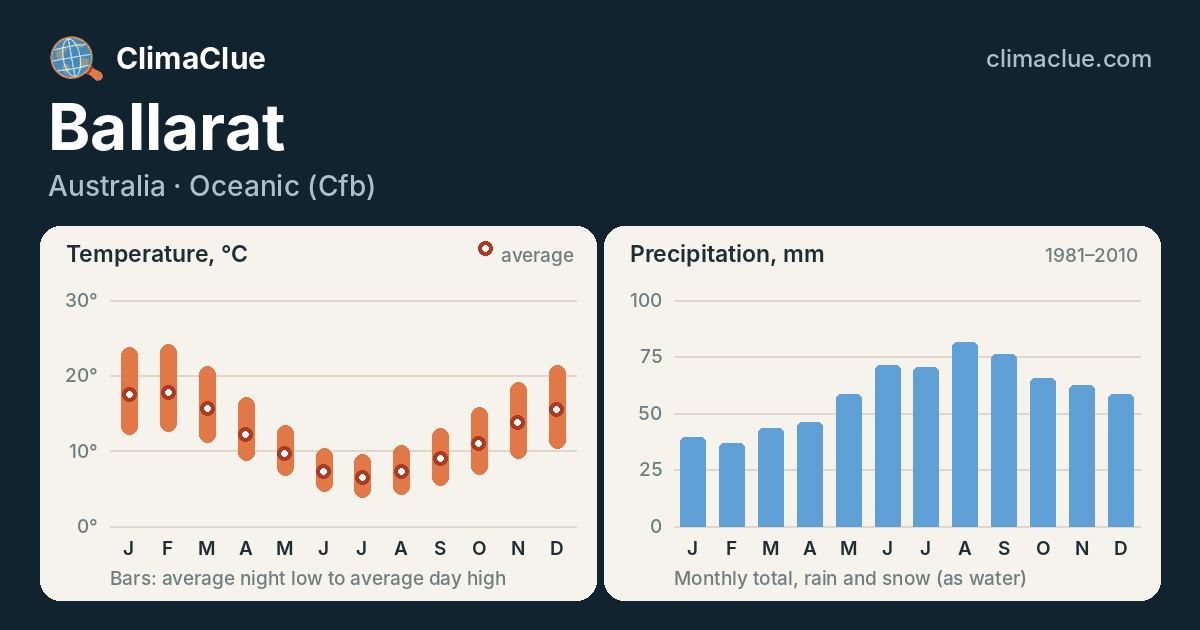 ClimaClue
climaclue.com
Ballarat
Australia · Oceanic (Cfb)
Temperature, °C
average
30°
20°
10°
0°
J F M A M J J A S O N D
Bars: average night low to average day high
Precipitation, mm
1981–2010
100
75
50
25
0
J F M A M J J A S O N D
Monthly total, rain and snow (as water)